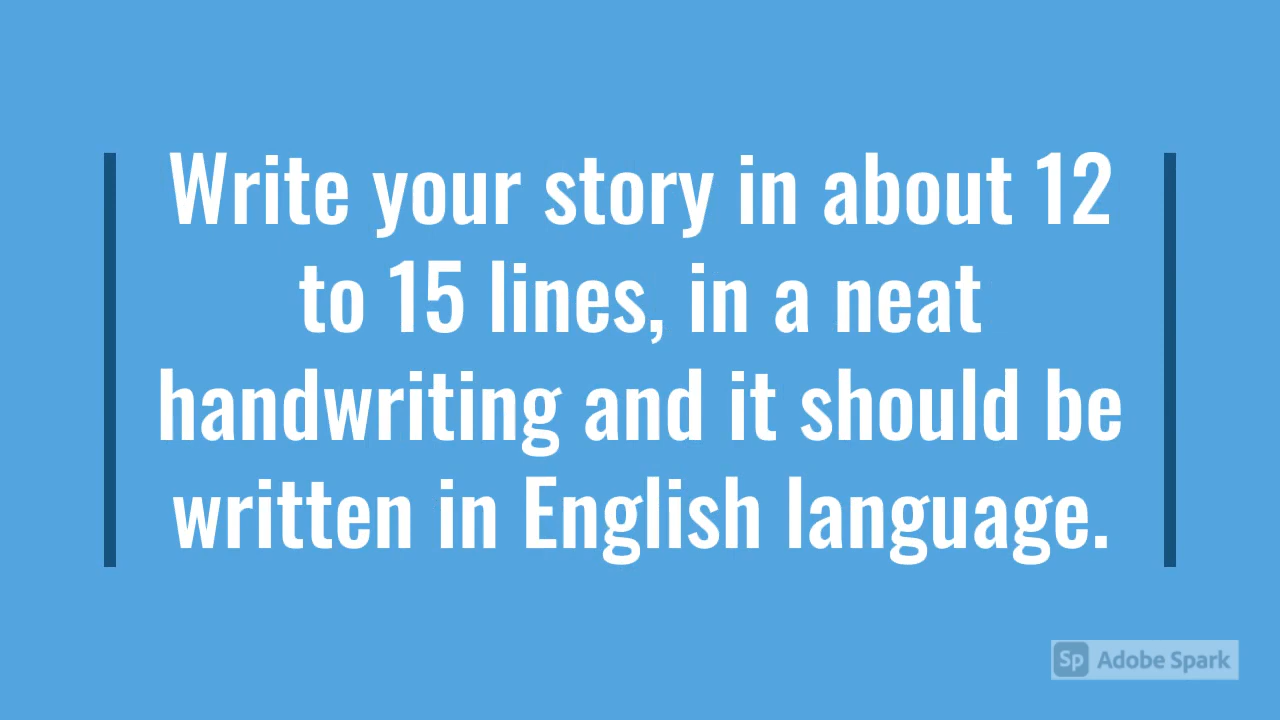 Write your story in about 12
to 15 lines, in a neat
handwriting and it should be
written in English language.
Sp Adobe Spark